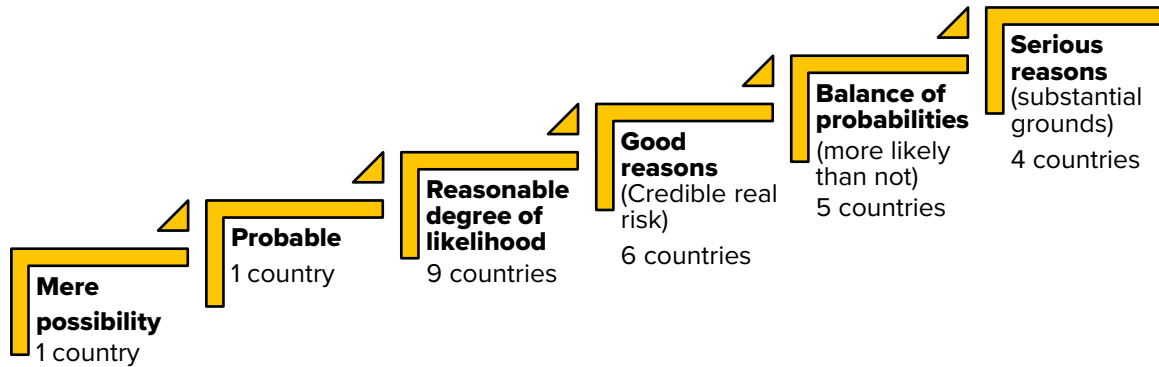 Mere
possibility
1 country
Probable
1 country
Reasonable
degree of
likelihood
9 countries
Good
reasons
(Credible real
risk)
6 countries
Balance of
probabilities
(more likely
than not)
5 countries
Serious
reasons
(substantial
grounds)
4 countries